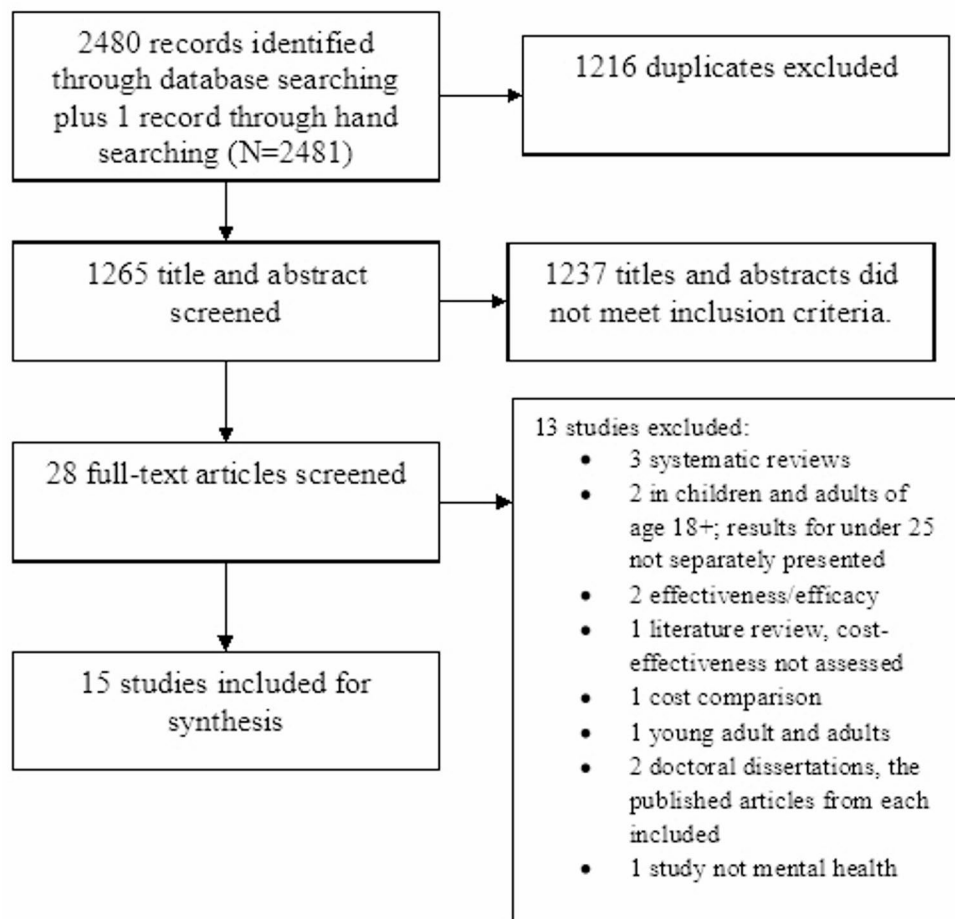 2480 records identified
through database searching
plus 1 record through hand
searching (N=2481)
1216 duplicates excluded
1265 title and abstract
screened
1237 titles and abstracts did
not meet inclusion criteria.
28 full-text articles screened
13 studies excluded:
• 3 systematic reviews
• 2 in children and adults of
age 18+; results for under 25
not separately presented
• 2 effectiveness/efficacy
• 1 literature review, cost-
effectiveness not assessed
• 1 cost comparison
• 1 young adult and adults
• 2 doctoral dissertations, the
published articles from each
included
• 1 study not mental health
15 studies included for
synthesis